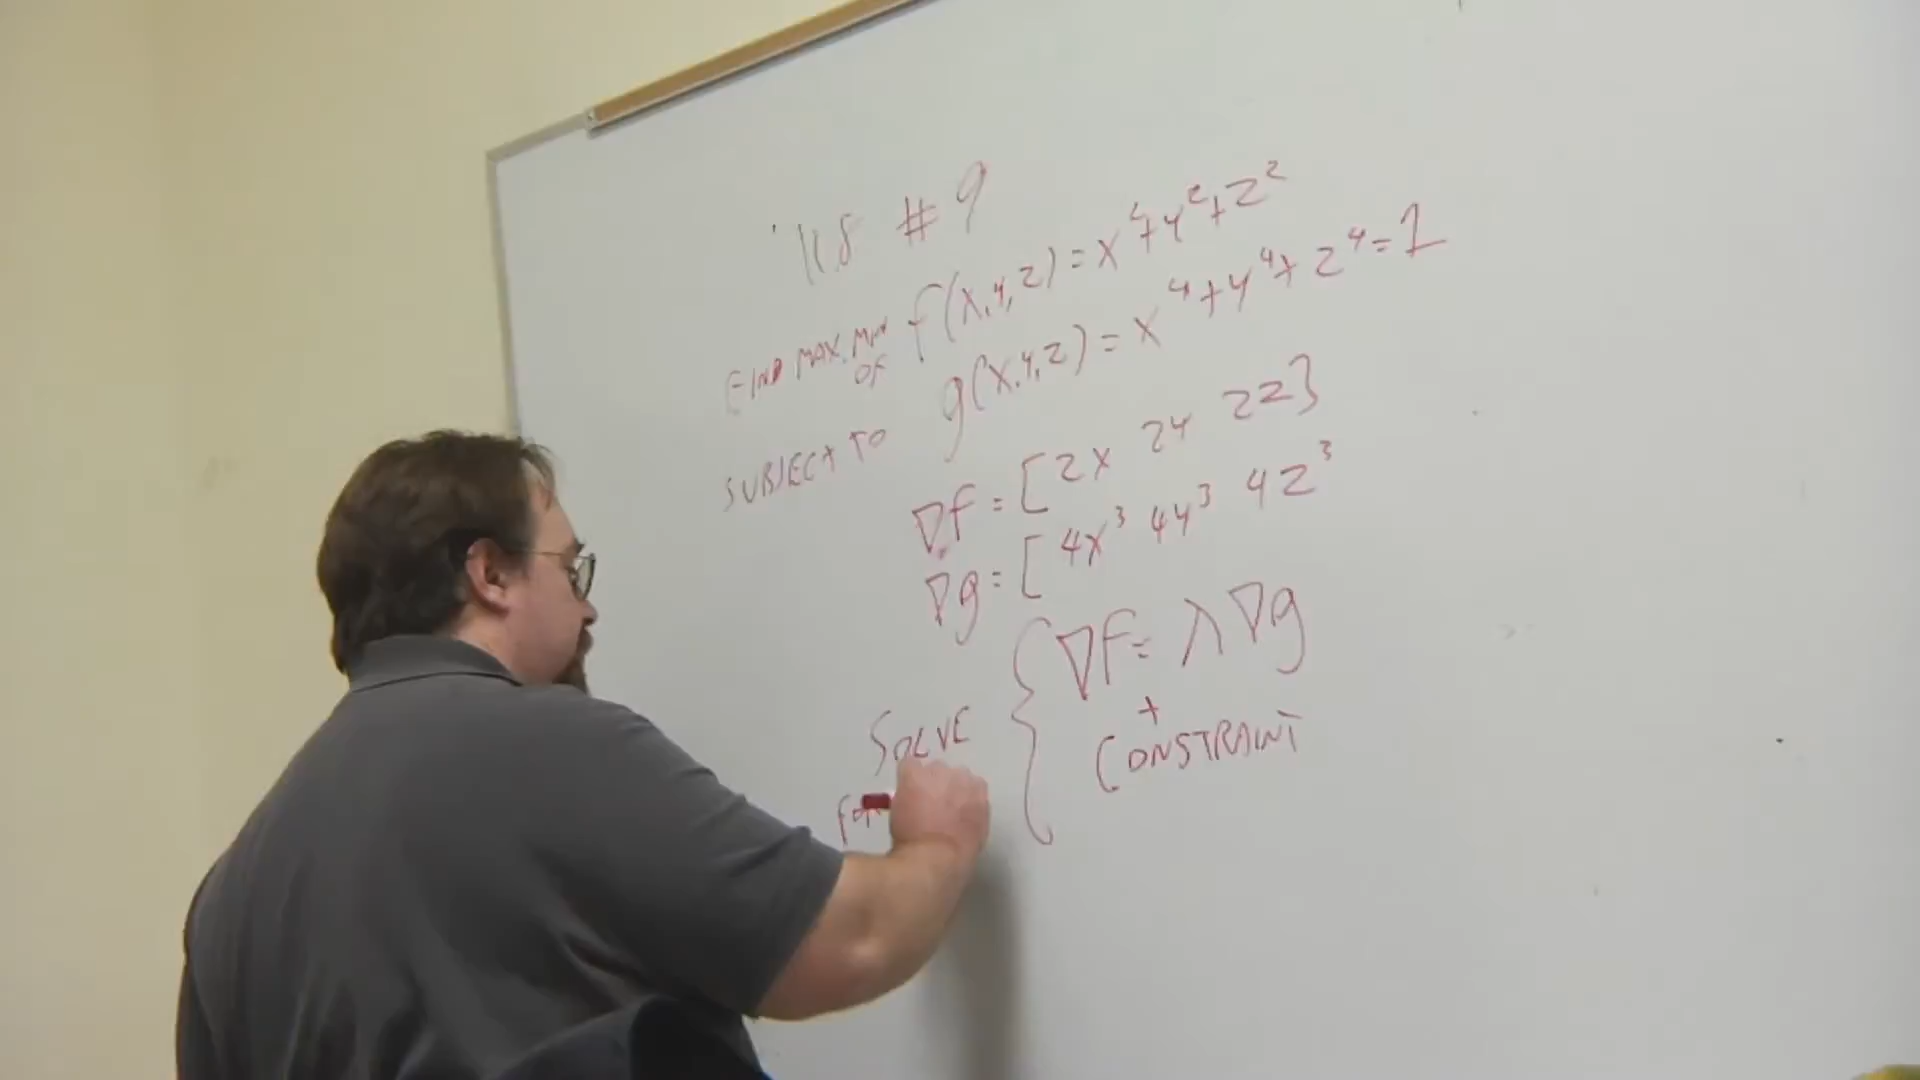 11.8 #9
FIND MAX, MIN OF f(x,y,z) = x²+y²+z²
SUBJECT TO g(x,y,z) = x⁴+y⁴+z⁴=1
∇f = [2x 2y 2z]
∇g = [4x³ 4y³ 4z³
SOLVE { ∇f = λ∇g
+
CONSTRAINT